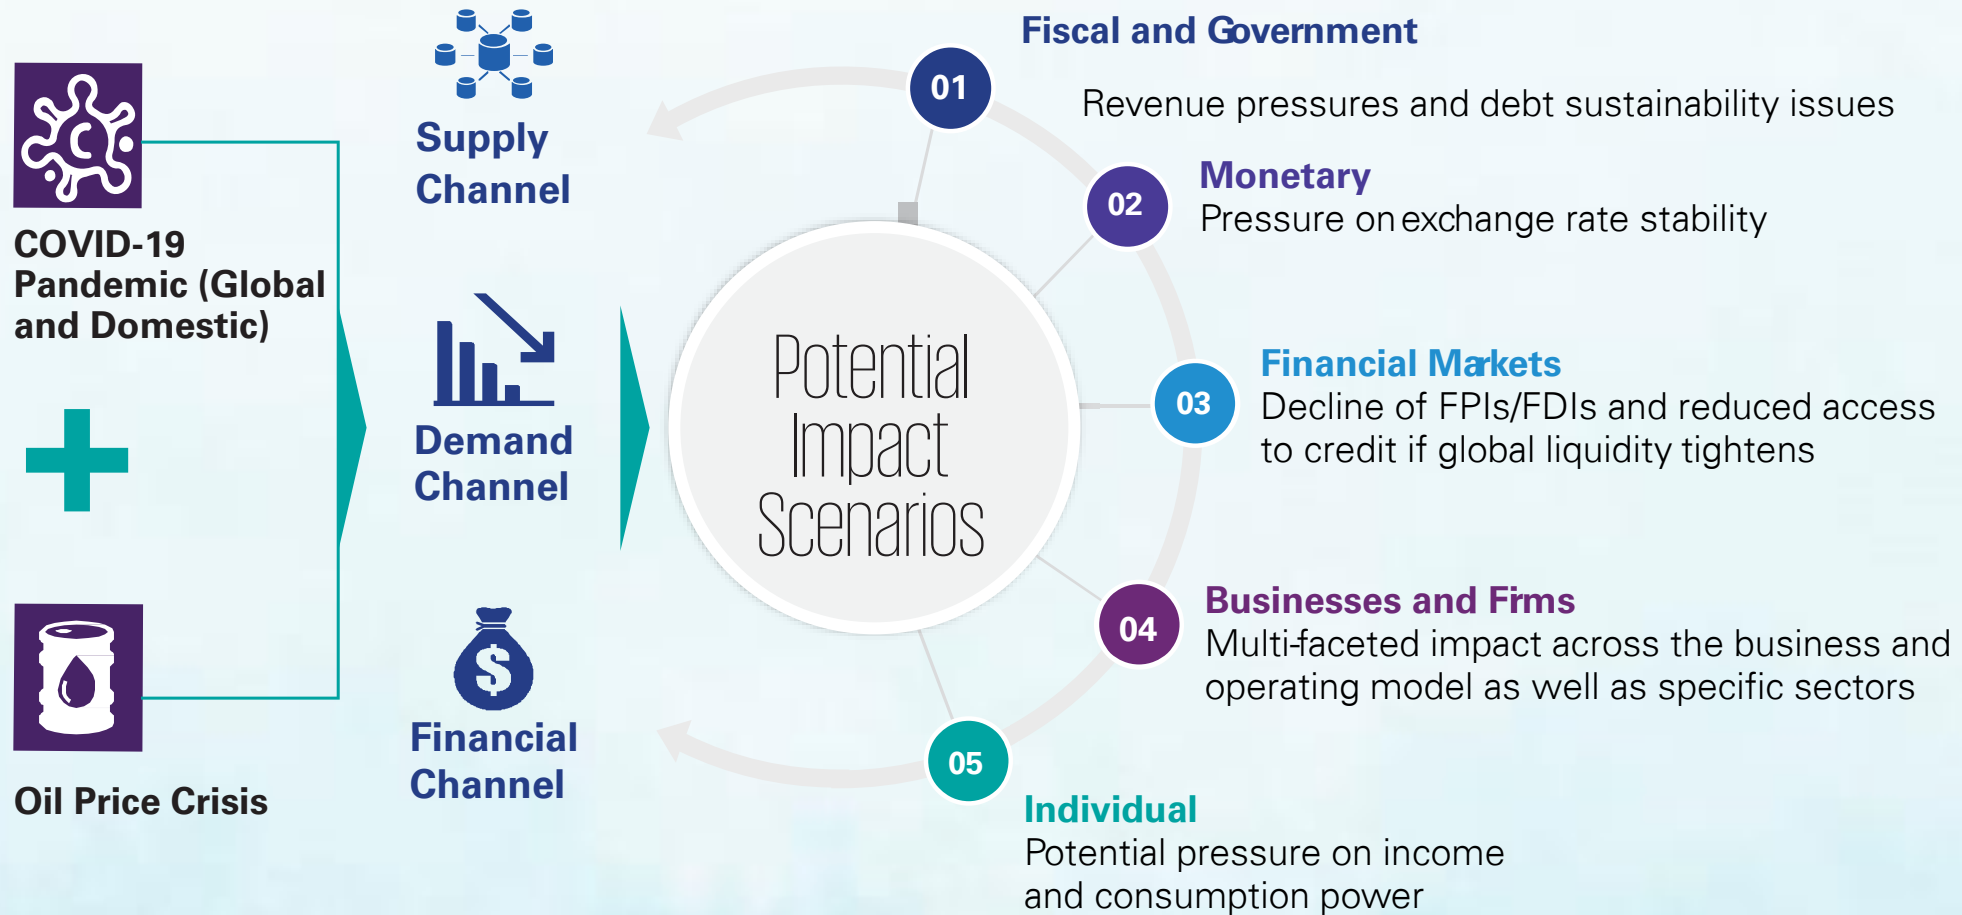 COVID-19
Pandemic (Global
and Domestic)
Oil Price Crisis
Supply
Channel
Demand
Channel
$
Financial
Channel
Potential
Impact
Scenarios
01
Fiscal and Government
Revenue pressures and debt sustainability issues
02
Monetary
Pressure on exchange rate stability
03
Financial Markets
Decline of FPIs/FDIs and reduced access
to credit if global liquidity tightens
04
Businesses and Firms
Multi-faceted impact across the business and
operating model as well as specific sectors
05
Individual
Potential pressure on income
and consumption power